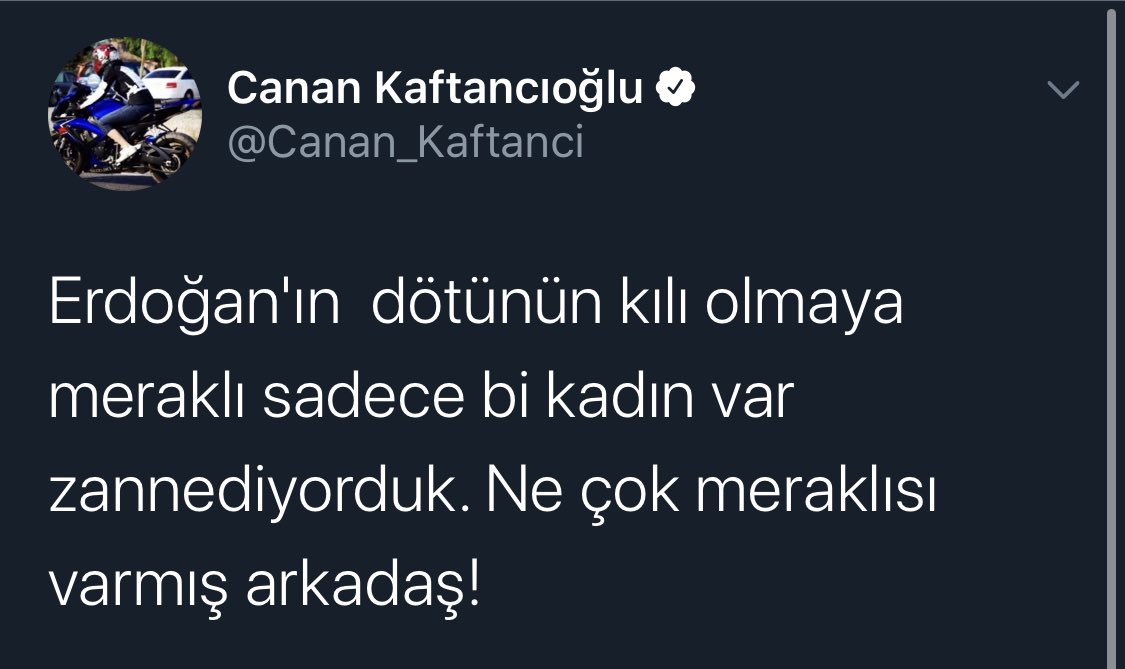 Canan Kaftancıoğlu
@Canan_Kaftanci
Erdoğan'ın  dötünün kılı olmaya
meraklı sadece bi kadın var
zannediyorduk. Ne çok meraklısı
varmış arkadaş!